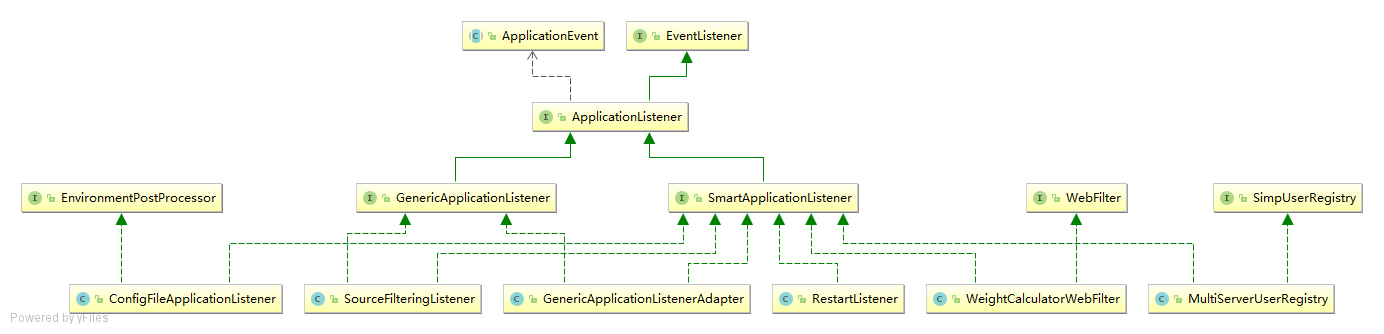 ApplicationEvent
EventListener
ApplicationListener
EnvironmentPostProcessor
GenericApplicationListener
SmartApplicationListener
WebFilter
SimpUserRegistry
ConfigFileApplicationListener
SourceFilteringListener
GenericApplicationListenerAdapter
RestartListener
WeightCalculatorWebFilter
MultiServerUserRegistry
Powered by yFiles